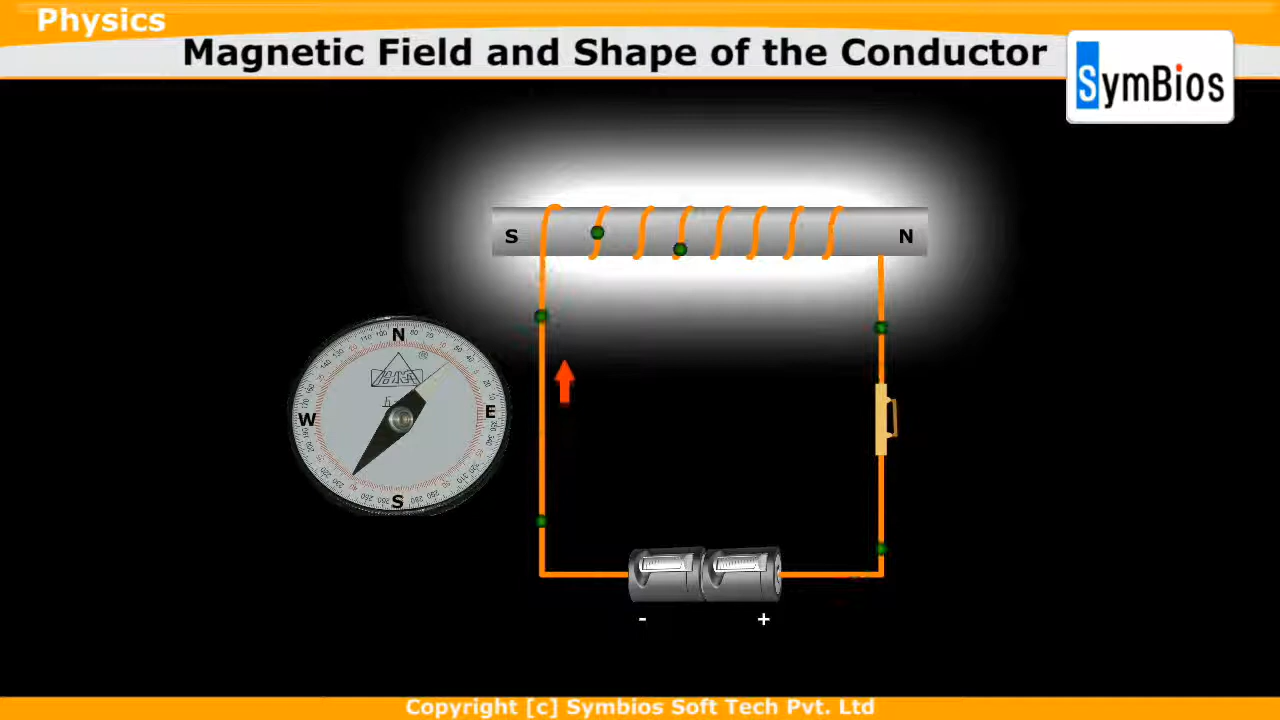 Physics
Magnetic Field and Shape of the Conductor
SymBios
S
N
N
W
E
S
-
+
Copyright [c] Symbios Soft Tech Pvt. Ltd